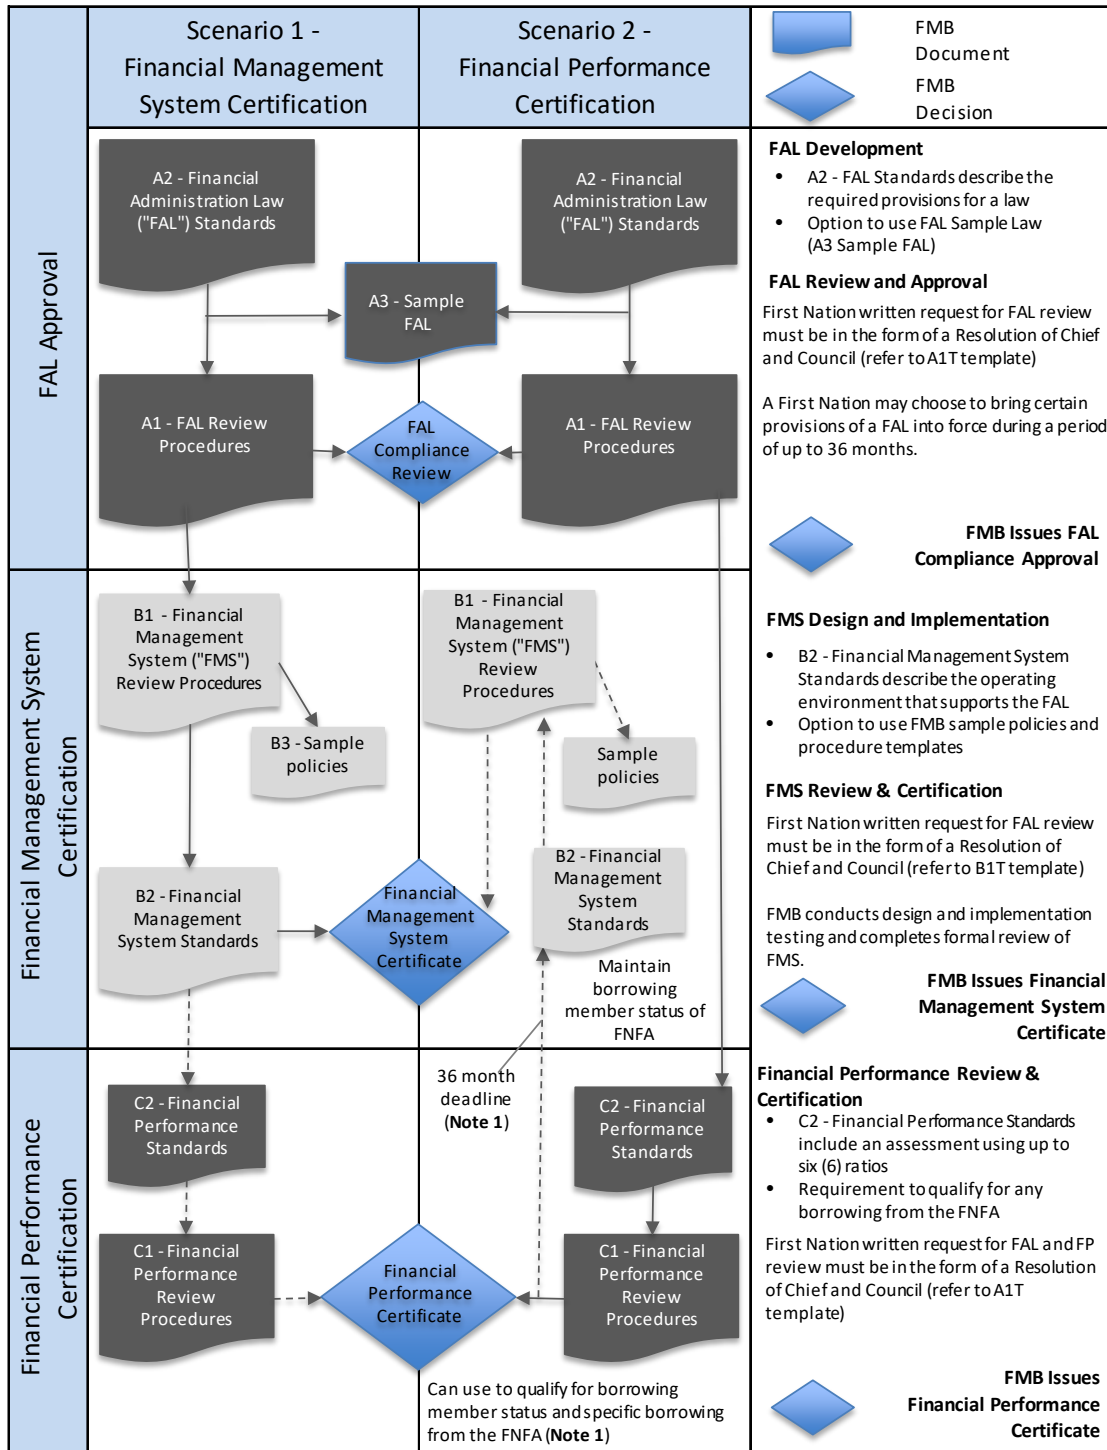 Scenario 1 -
Financial Management
System Certification
Scenario 2 -
Financial Performance
Certification
FMB
Document
FMB
Decision
FAL Approval
A2 - Financial
Administration Law
("FAL") Standards
A2 - Financial
Administration Law
("FAL") Standards
A3 - Sample
FAL
A1 - FAL Review
Procedures
FAL
Compliance
Review
A1 - FAL Review
Procedures
FAL Development
• A2 - FAL Standards describe the
required provisions for a law
• Option to use FAL Sample Law
(A3 Sample FAL)
FAL Review and Approval
First Nation written request for FAL review
must be in the form of a Resolution of Chief
and Council (refer to A1T template)
A First Nation may choose to bring certain
provisions of a FAL into force during a period
of up to 36 months.
FMB Issues FAL
Compliance Approval
Financial Management System
Certification
B1 - Financial
Management
System ("FMS")
Review Procedures
B3 - Sample
policies
B2 - Financial
Management
System Standards
Financial
Management
System
Certificate
B1 - Financial
Management
System ("FMS")
Review
Procedures
Sample
policies
B2 - Financial
Management
System
Standards
Maintain
borrowing
member status of
FNFA
FMS Design and Implementation
• B2 - Financial Management System
Standards describe the operating
environment that supports the FAL
• Option to use FMB sample policies and
procedure templates
FMS Review & Certification
First Nation written request for FAL review
must be in the form of a Resolution of
Chief and Council (refer to B1T template)
FMB conducts design and implementation
testing and completes formal review of
FMS.
FMB Issues Financial
Management System
Certificate
Financial Performance
Certification
C2 - Financial
Performance
Standards
C1 - Financial
Performance
Review
Procedures
Financial
Performance
Certificate
36 month
deadline
(Note 1)
C2 - Financial
Performance
Standards
C1 - Financial
Performance
Review
Procedures
Can use to qualify for borrowing
member status and specific borrowing
from the FNFA (Note 1)
Financial Performance Review &
Certification
• C2 - Financial Performance Standards
include an assessment using up to
six (6) ratios
• Requirement to qualify for any
borrowing from the FNFA
First Nation written request for FAL and FP
review must be in the form of a Resolution
of Chief and Council (refer to A1T
template)
FMB Issues
Financial Performance
Certificate